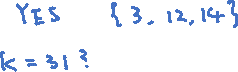 YES {3, 12, 14}
K = 31?